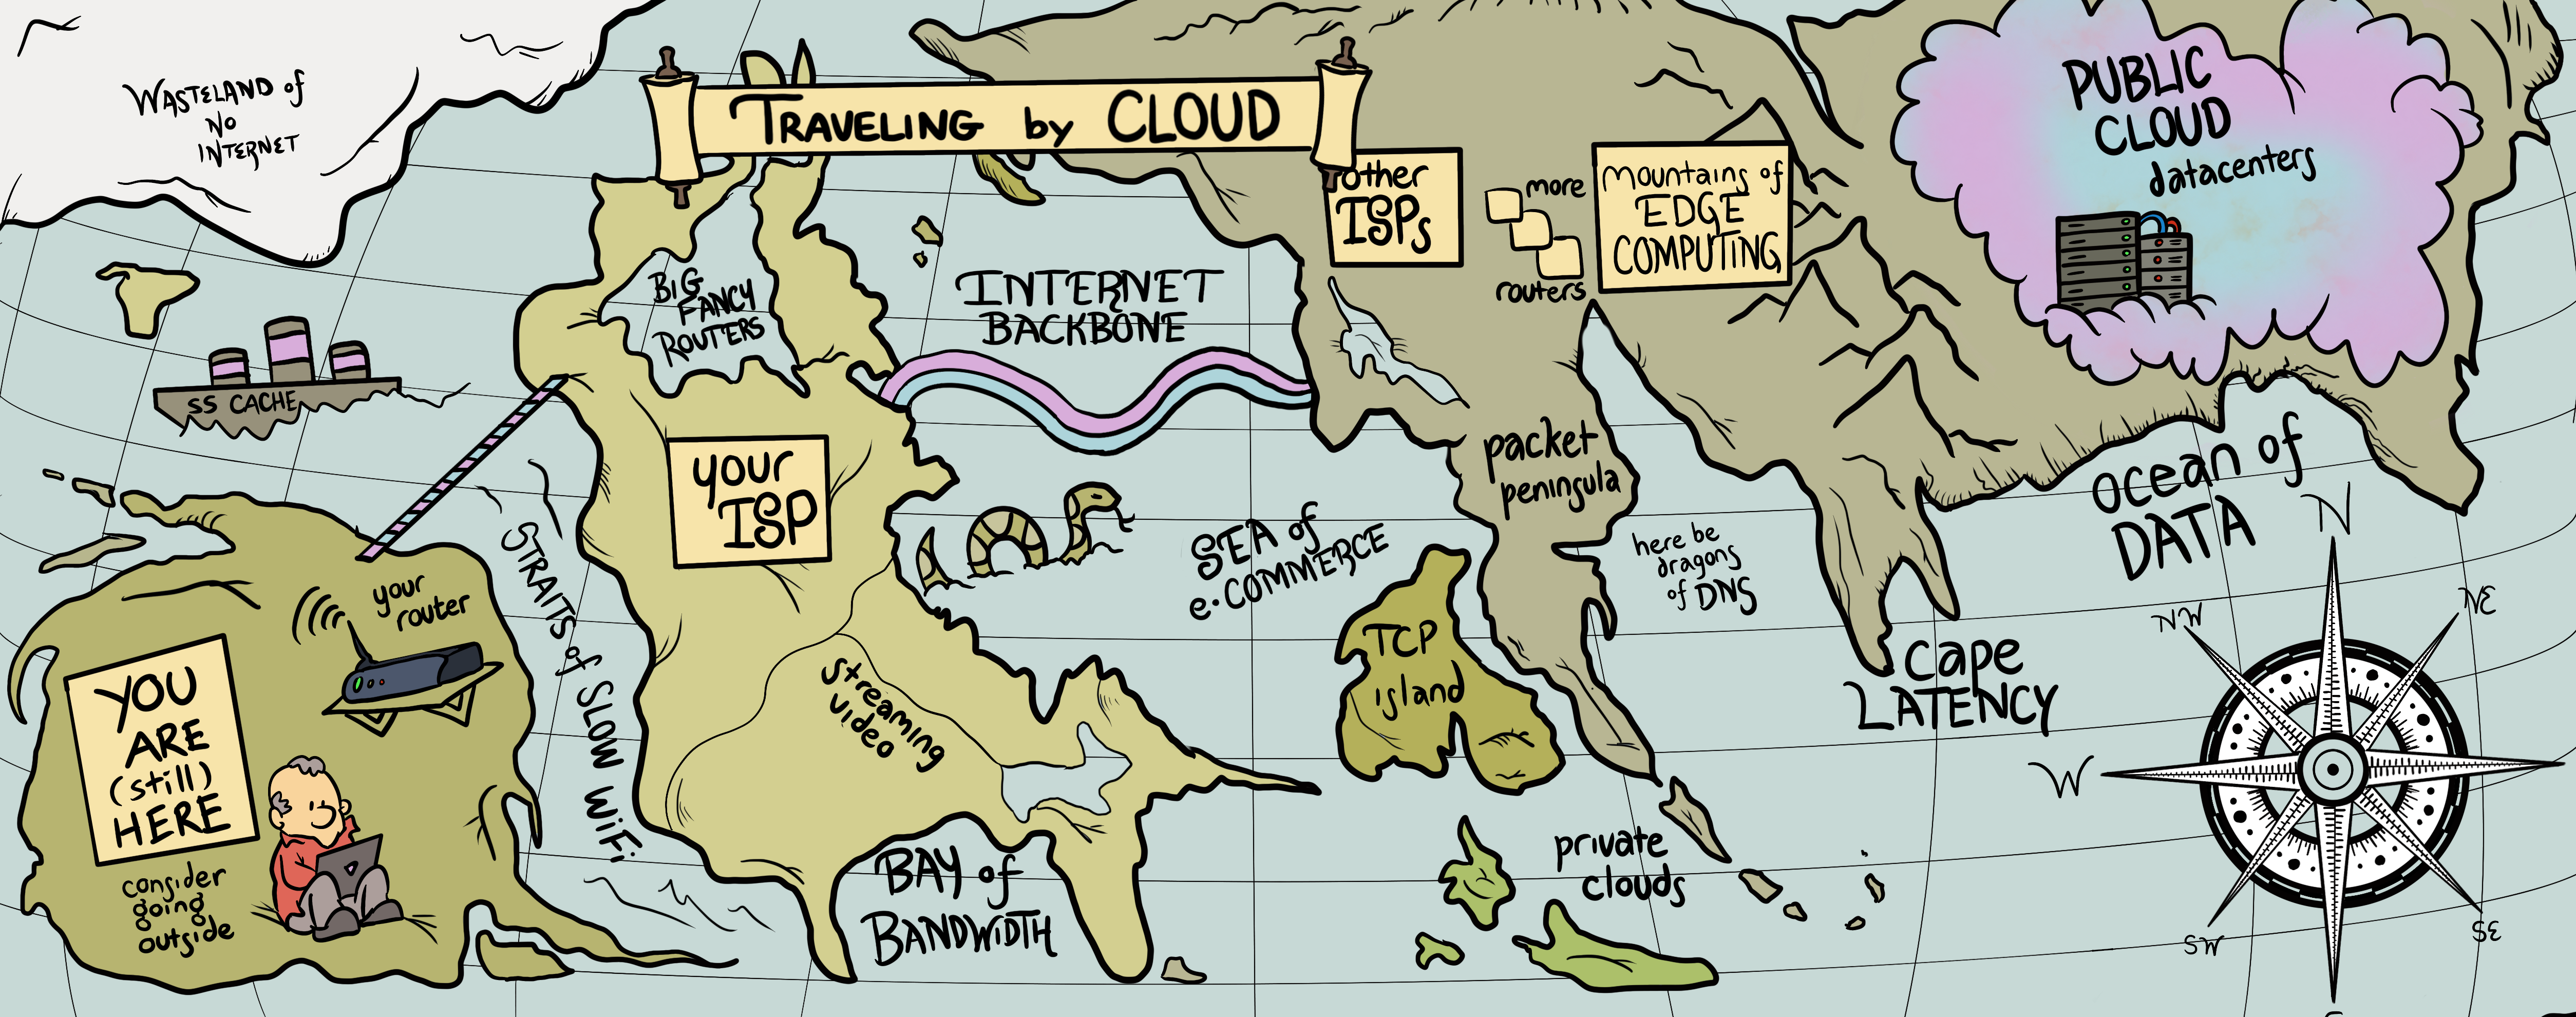 WASTELAND of
NO
INTERNET
TRAVELING by CLOUD
PUBLIC
CLOUD
datacenters
other
ISPs
more
routers
mountains of
EDGE
COMPUTING
BIG
FANCY
ROUTERS
INTERNET
BACKBONE
SS CACHE
your
ISP
packet
peninsula
ocean of
DATA
STRAITS of SLOW WiFi
SEA of
e-COMMERCE
here be
dragons
of DNS
your
router
YOU
ARE
(still)
HERE
consider
going
outside
streaming
video
TCP
island
cape
LATENCY
BAY of
BANDWIDTH
private
clouds
N
NE
NW
W
SW
SE